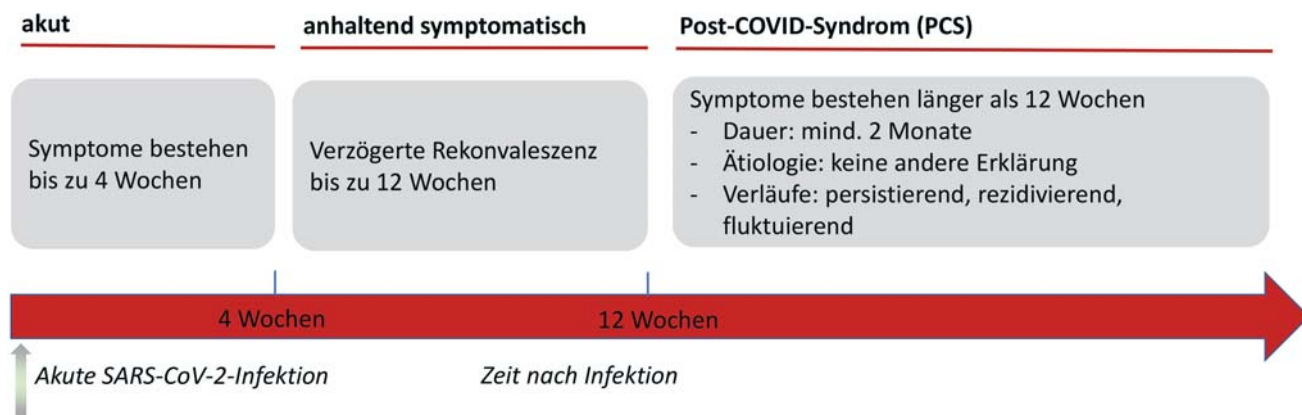 akut
anhaltend symptomatisch
Post-COVID-Syndrom (PCS)
Symptome bestehen
bis zu 4 Wochen
Verzögerte Rekonvaleszenz
bis zu 12 Wochen
Symptome bestehen länger als 12 Wochen
- Dauer: mind. 2 Monate
- Ätiologie: keine andere Erklärung
- Verläufe: persistierend, rezidivierend,
fluktuierend
4 Wochen
12 Wochen
Akute SARS-CoV-2-Infektion
Zeit nach Infektion